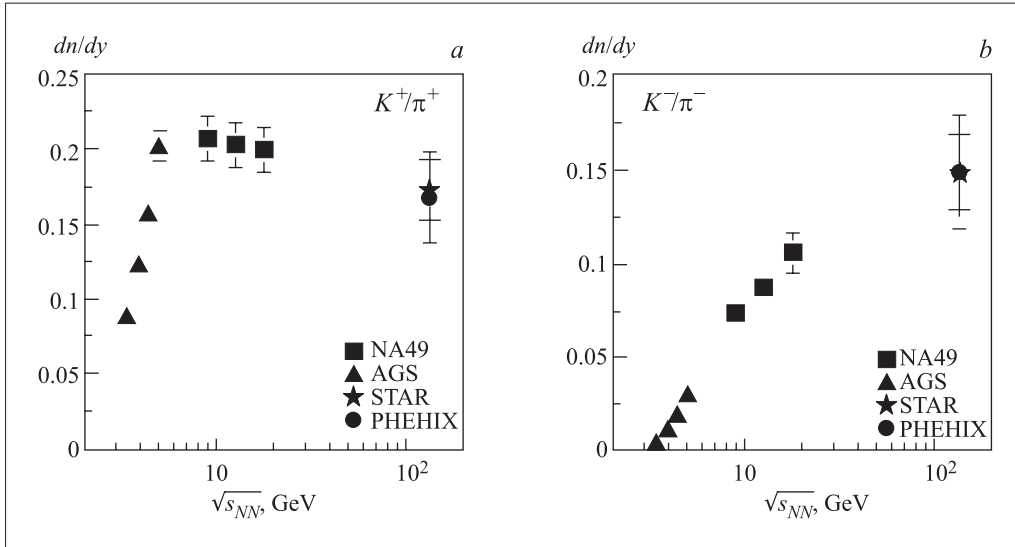 dn/dy
a
0.25
0.2
0.15
0.1
0.05
0
K⁺/π⁺
NA49
AGS
STAR
PHEHIX
10
10²
√s_NN, GeV
dn/dy
b
0.2
0.15
0.1
0.05
0
K⁻/π⁻
NA49
AGS
STAR
PHEHIX
10
10²
√s_NN, GeV